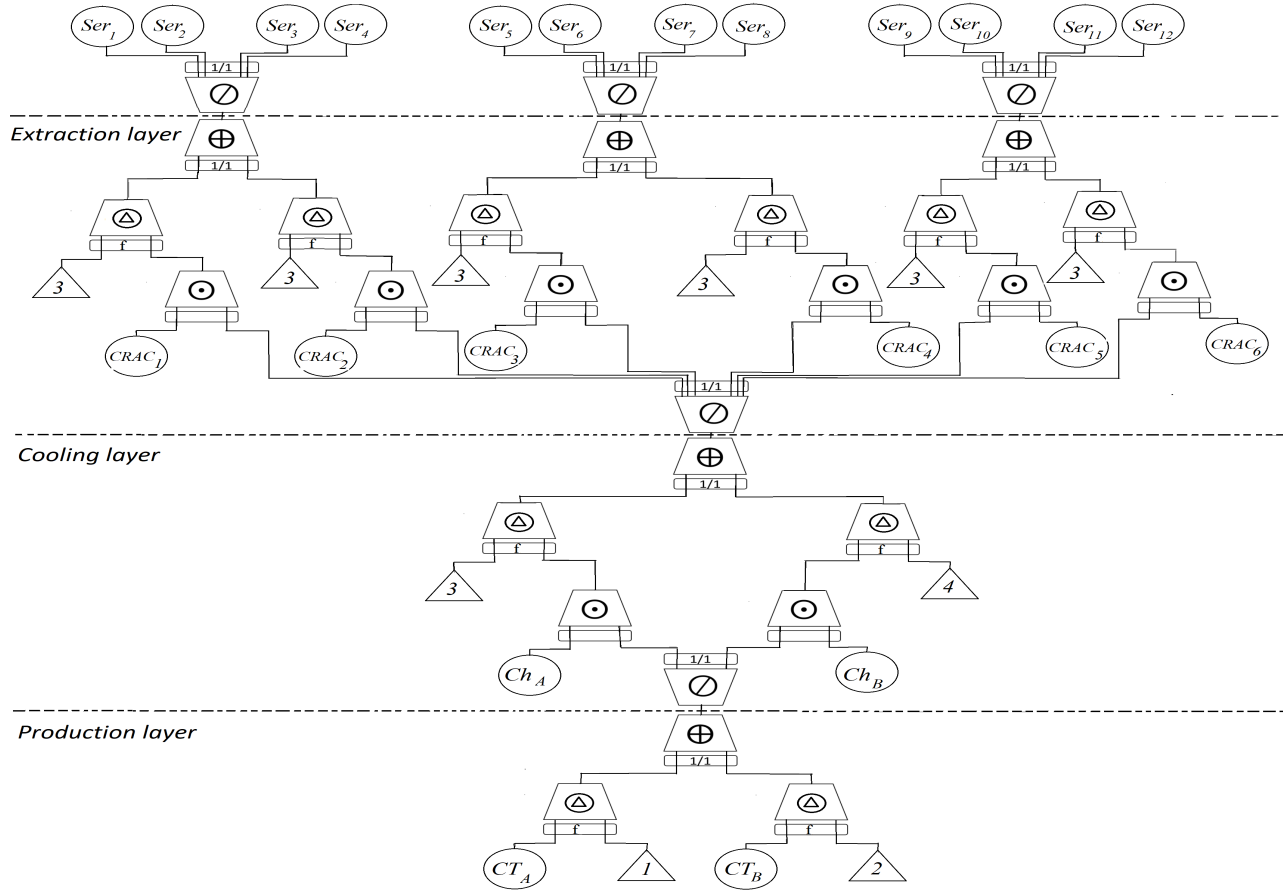 Ser1 Ser2 Ser3 Ser4 Ser5 Ser6 Ser7 Ser8 Ser9 Ser10 Ser11 Ser12
1/1 1/1 1/1
Extraction layer
1/1 1/1 1/1
f f f f f f
3 3 3 3 3 3
CRAC1 CRAC2 CRAC3 CRAC4 CRAC5 CRAC6
1/1
Cooling layer
1/1
f f
3 4
ChA ChB
1/1
Production layer
1/1
f f
CTA 1 CTB 2